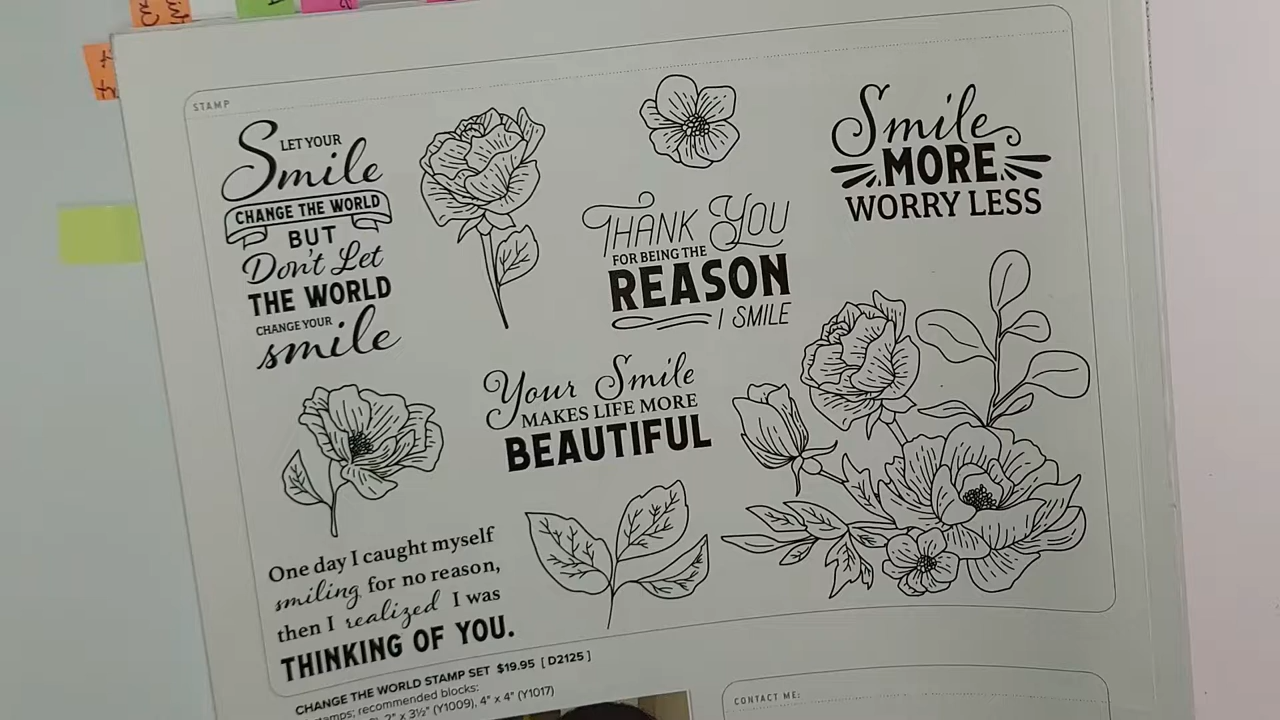 STAMP
LET YOUR
Smile
CHANGE THE WORLD
BUT
Don't Let
THE WORLD
CHANGE YOUR
smile
THANK YOU
FOR BEING THE
REASON
I SMILE
Smile
MORE
WORRY LESS
Your Smile
MAKES LIFE MORE
BEAUTIFUL
One day I caught myself
smiling for no reason,
then I realized I was
THINKING OF YOU.
CHANGE THE WORLD STAMP SET $19.95 [ D2125 ]
recommended blocks:
2" x 3½" (Y1009), 4" x 4" (Y1017)
CONTACT ME: